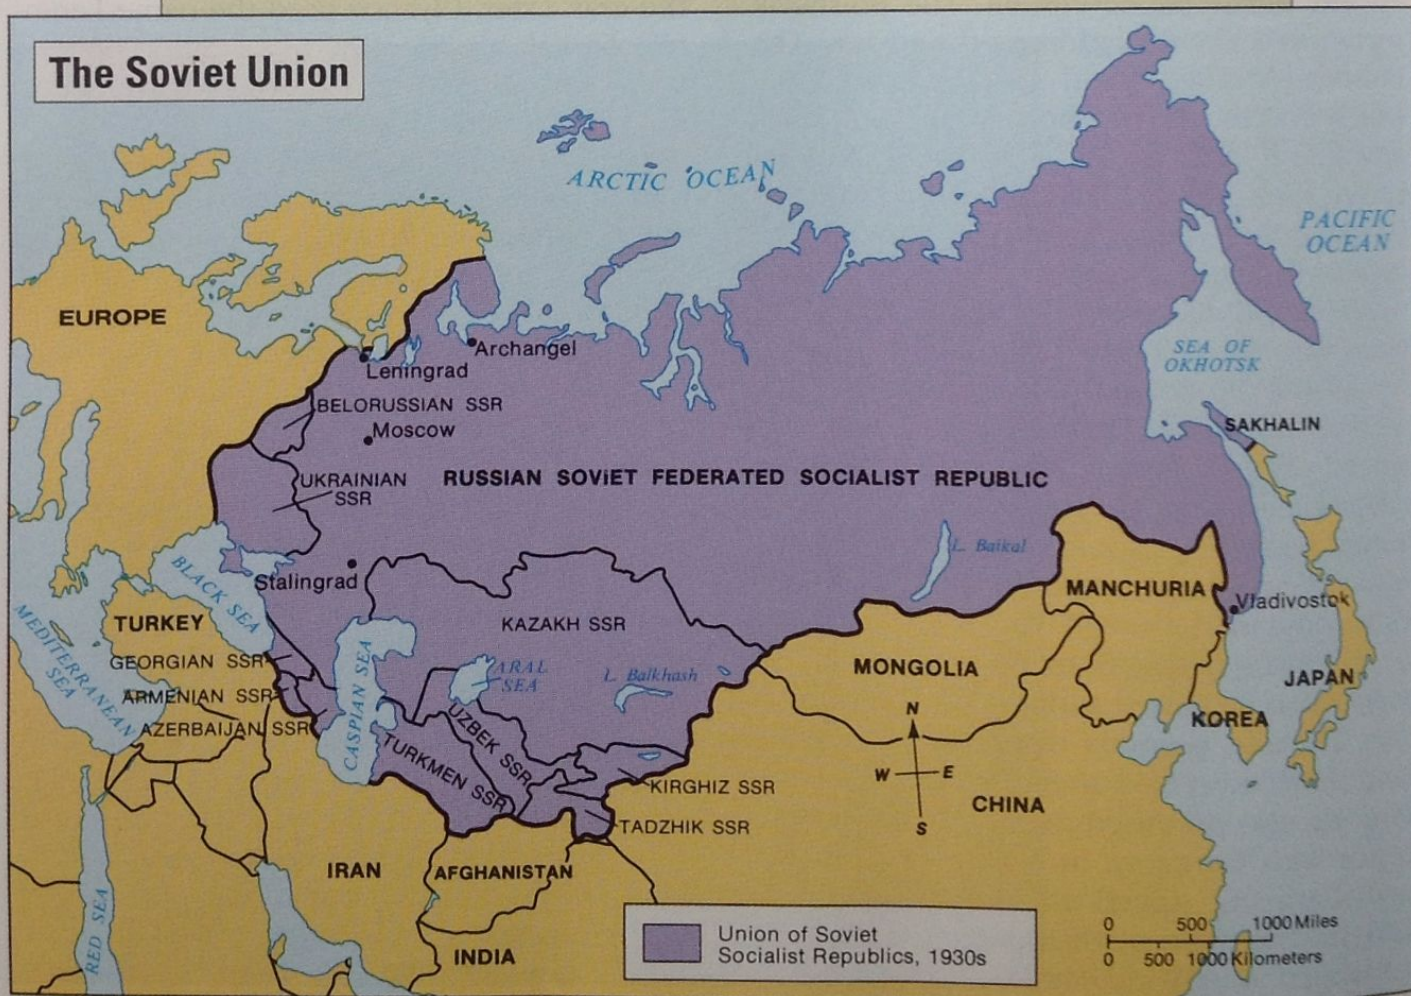 The Soviet Union
ARCTIC OCEAN
PACIFIC
OCEAN
EUROPE
Archangel
Leningrad
SEA OF
OKHOTSK
BELORUSSIAN SSR
Moscow
SAKHALIN
UKRAINIAN
SSR
RUSSIAN SOVIET FEDERATED SOCIALIST REPUBLIC
L. Baikal
BLACK SEA
Stalingrad
MANCHURIA
Vladivostok
TURKEY
KAZAKH SSR
MEDITERRANEAN
SEA
GEORGIAN SSR
ARAL
SEA
L. Balkhash
MONGOLIA
JAPAN
ARMENIAN SSR
CASPIAN SEA
N
KOREA
AZERBAIJAN SSR
UZBEK SSR
TURKMEN SSR
W E
KIRGHIZ SSR
CHINA
S
TADZHIK SSR
IRAN
AFGHANISTAN
RED SEA
INDIA
Union of Soviet
Socialist Republics, 1930s
0 500 1000 Miles
0 500 1000 Kilometers